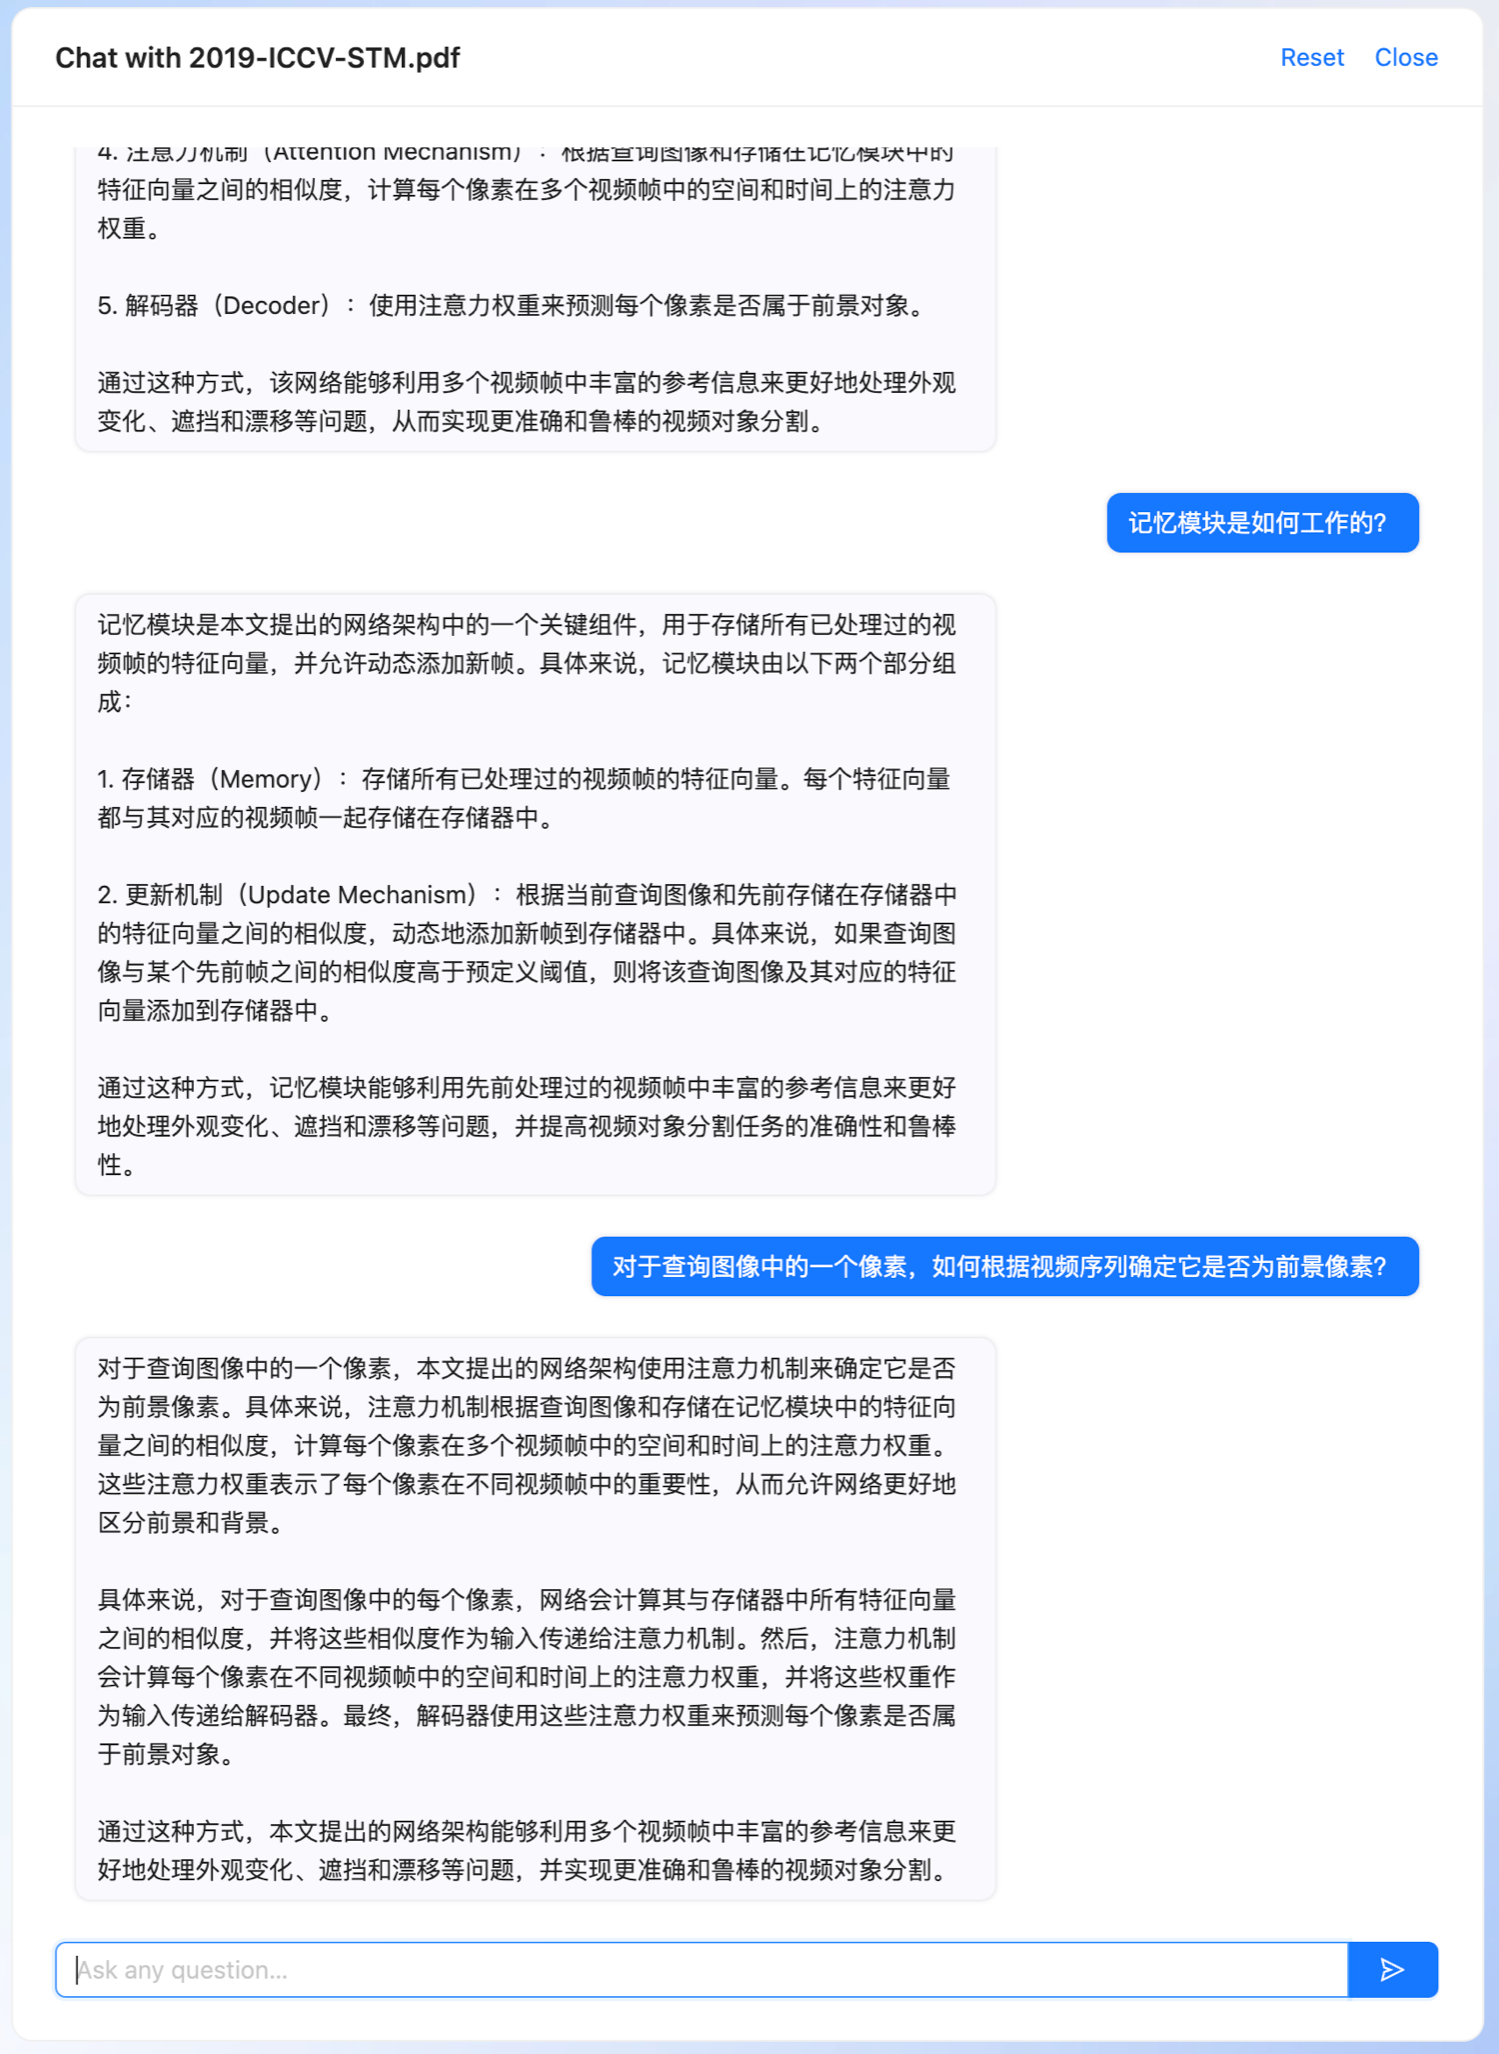 Chat with 2019-ICCV-STM.pdf
Reset
Close
4. 注意力机制（Attention Mechanism）：根据查询图像和存储在记忆模块中的
特征向量之间的相似度，计算每个像素在多个视频帧中的空间和时间上的注意力
权重。
5. 解码器（Decoder）：使用注意力权重来预测每个像素是否属于前景对象。
通过这种方式，该网络能够利用多个视频帧中丰富的参考信息来更好地处理外观
变化、遮挡和漂移等问题，从而实现更准确和鲁棒的视频对象分割。
记忆模块是如何工作的?
记忆模块是本文提出的网络架构中的一个关键组件，用于存储所有已处理过的视
频帧的特征向量，并允许动态添加新帧。具体来说，记忆模块由以下两个部分组
成：
1. 存储器（Memory）：存储所有已处理过的视频帧的特征向量。每个特征向量
都与其对应的视频帧一起存储在存储器中。
2. 更新机制（Update Mechanism）：根据当前查询图像和先前存储在存储器中
的特征向量之间的相似度，动态地添加新帧到存储器中。具体来说，如果查询图
像与某个先前帧之间的相似度高于预定义阈值，则将该查询图像及其对应的特征
向量添加到存储器中。
通过这种方式，记忆模块能够利用先前处理过的视频帧中丰富的参考信息来更好
地处理外观变化、遮挡和漂移等问题，并提高视频对象分割任务的准确性和鲁棒
性。
对于查询图像中的一个像素，如何根据视频序列确定它是否为前景像素?
对于查询图像中的一个像素，本文提出的网络架构使用注意力机制来确定它是否
为前景像素。具体来说，注意力机制根据查询图像和存储在记忆模块中的特征向
量之间的相似度，计算每个像素在多个视频帧中的空间和时间上的注意力权重。
这些注意力权重表示了每个像素在不同视频帧中的重要性，从而允许网络更好地
区分前景和背景。
具体来说，对于查询图像中的每个像素，网络会计算其与存储器中所有特征向量
之间的相似度，并将这些相似度作为输入传递给注意力机制。然后，注意力机制
会计算每个像素在不同视频帧中的空间和时间上的注意力权重，并将这些权重作
为输入传递给解码器。最终，解码器使用这些注意力权重来预测每个像素是否属
于前景对象。
通过这种方式，本文提出的网络架构能够利用多个视频帧中丰富的参考信息来更
好地处理外观变化、遮挡和漂移等问题，并实现更准确和鲁棒的视频对象分割。
Ask any question...